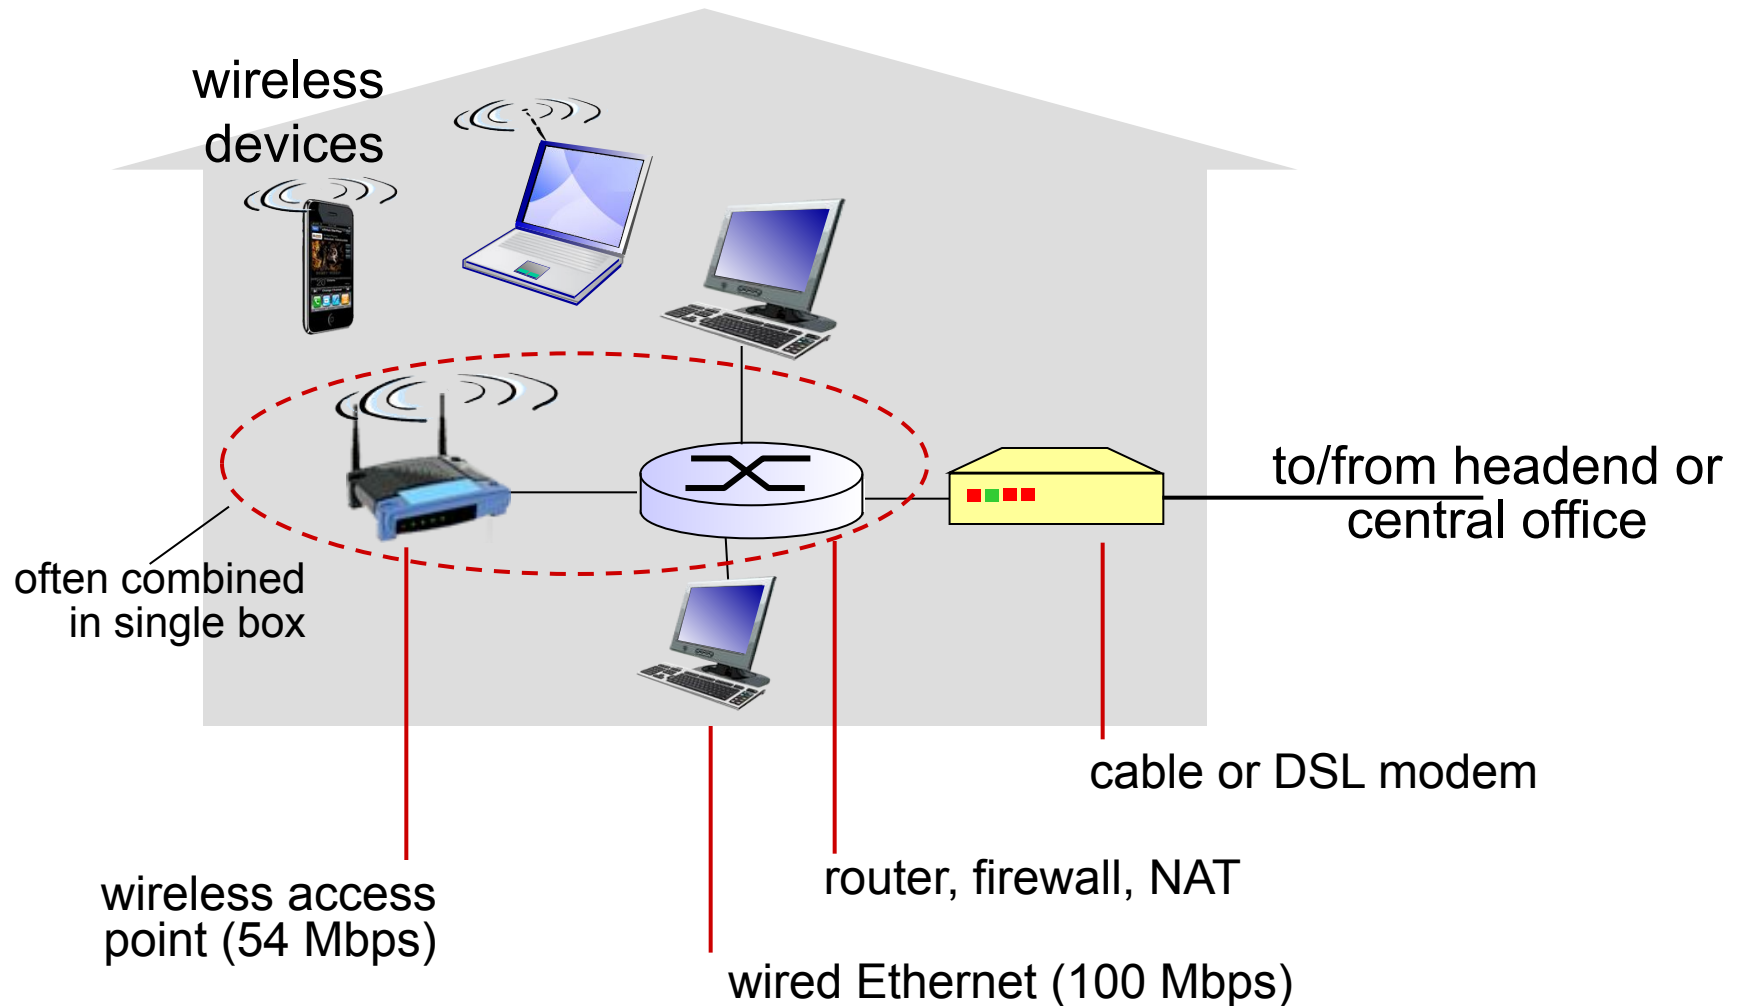 wireless
devices
to/from headend or
central office
often combined
in single box
cable or DSL modem
router, firewall, NAT
wireless access
point (54 Mbps)
wired Ethernet (100 Mbps)